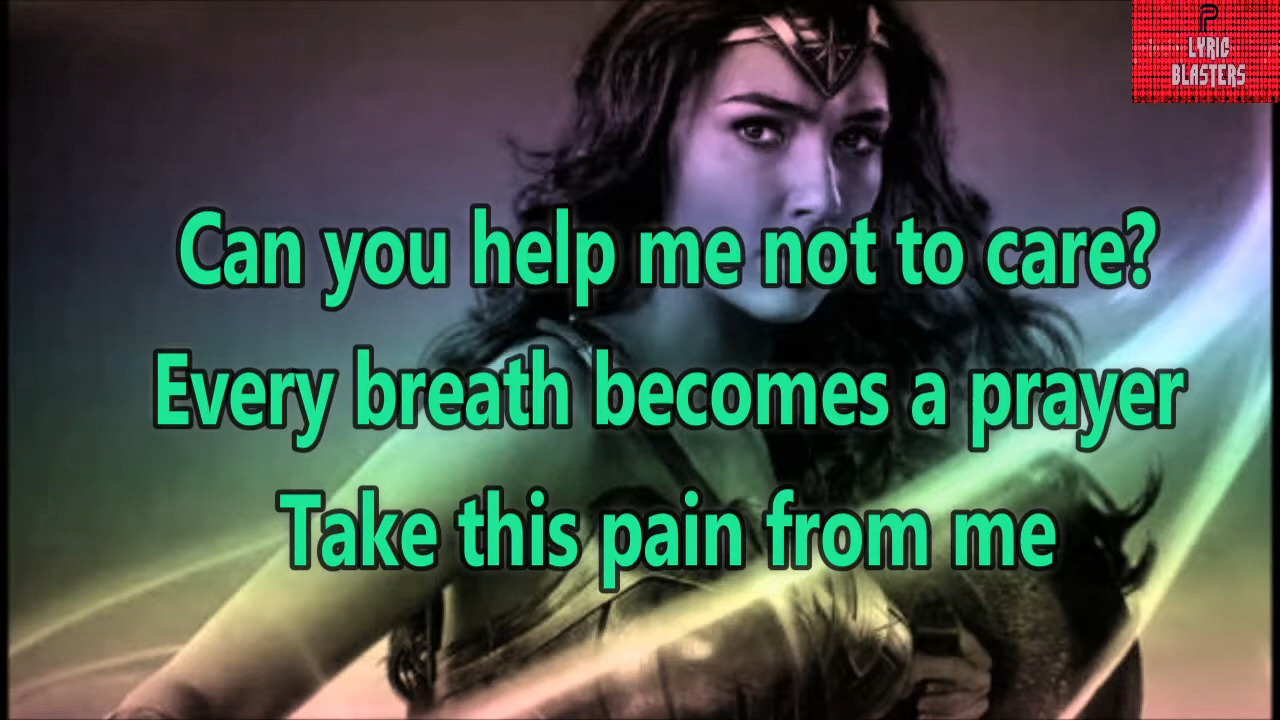 LYRIC
BLASTERS
Can you help me not to care?
Every breath becomes a prayer
Take this pain from me